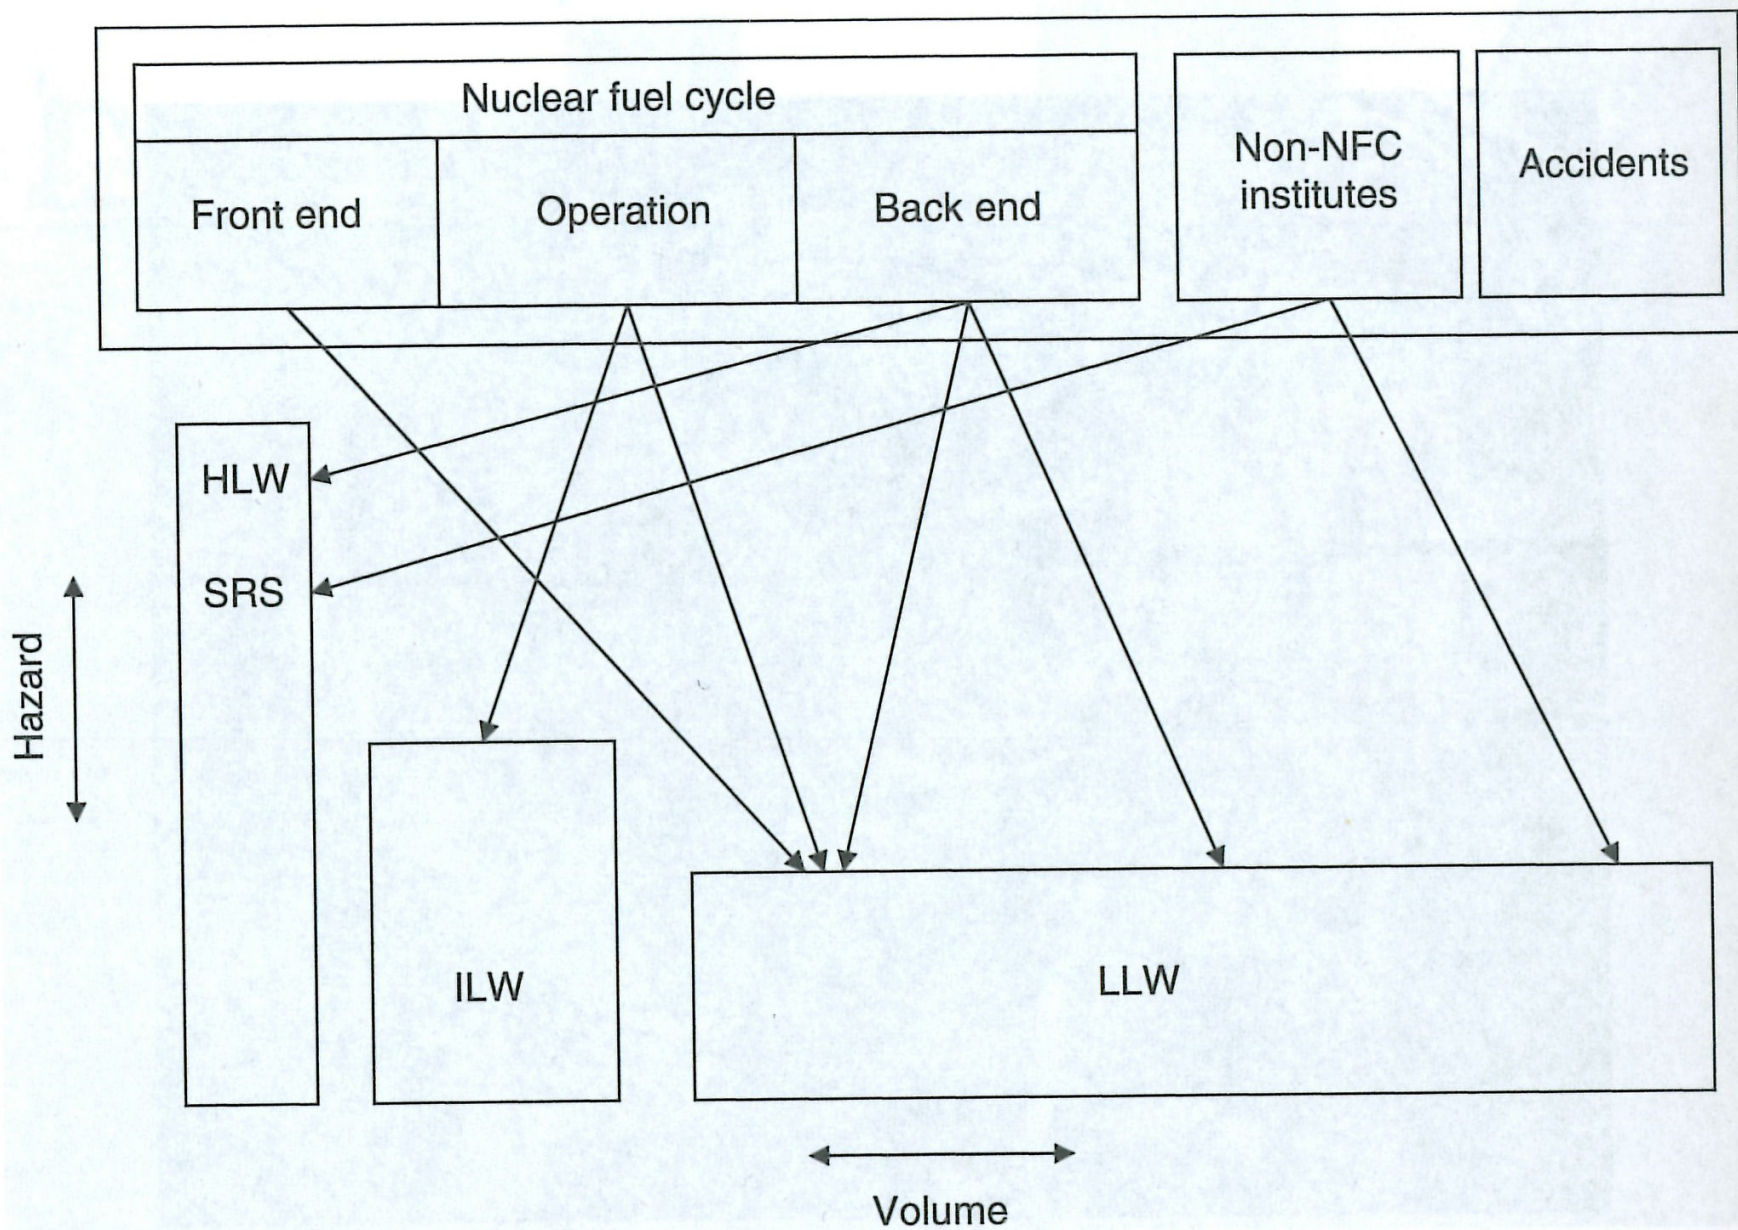 Nuclear fuel cycle
Front end
Operation
Back end
Non-NFC
institutes
Accidents
HLW
SRS
Hazard
ILW
LLW
Volume